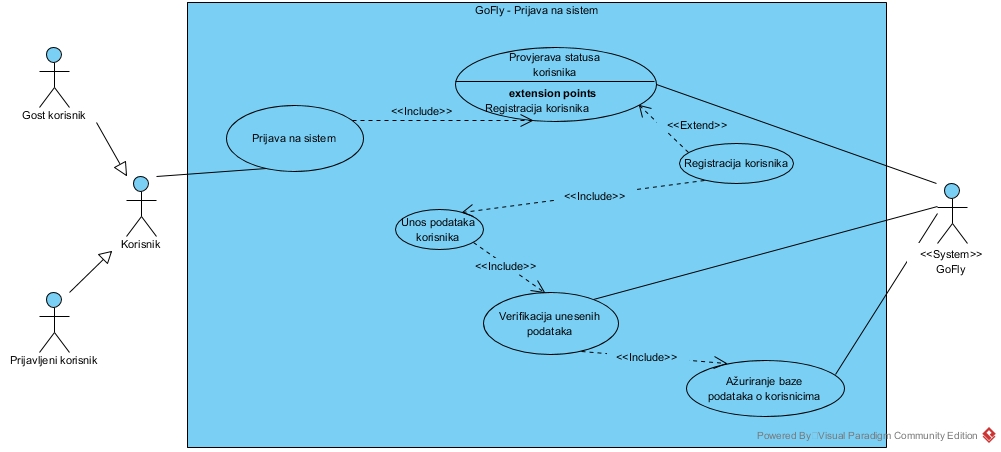 GoFly - Prijava na sistem
Gost korisnik
Provjerava statusa
korisnika
extension points
Registracija korisnika
<<Include>>
<<Extend>>
Prijava na sistem
Registracija korisnika
<<Include>>
Unos podataka
korisnika
Korisnik
<<System>>
GoFly
<<Include>>
Verifikacija unesenih
podataka
Prijavljeni korisnik
<<Include>>
Ažuriranje baze
podataka o korisnicima
Powered By Visual Paradigm Community Edition